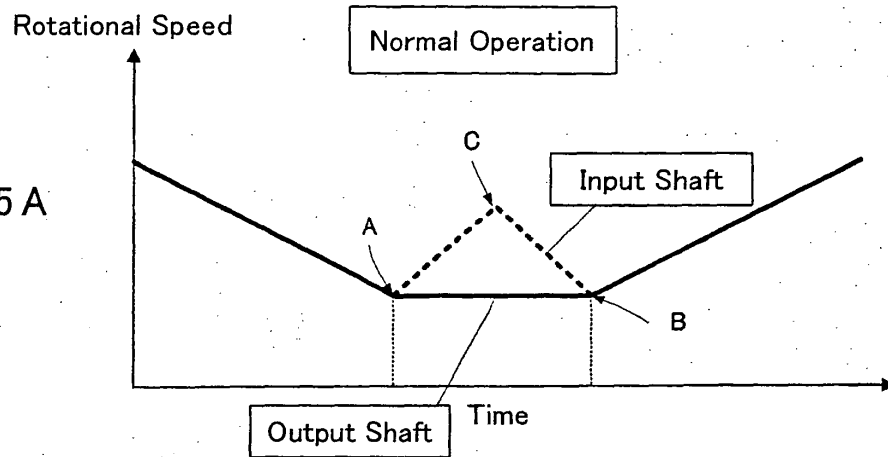 Rotational Speed
Normal Operation
C
Input Shaft
5 A
A
B
Time
Output Shaft